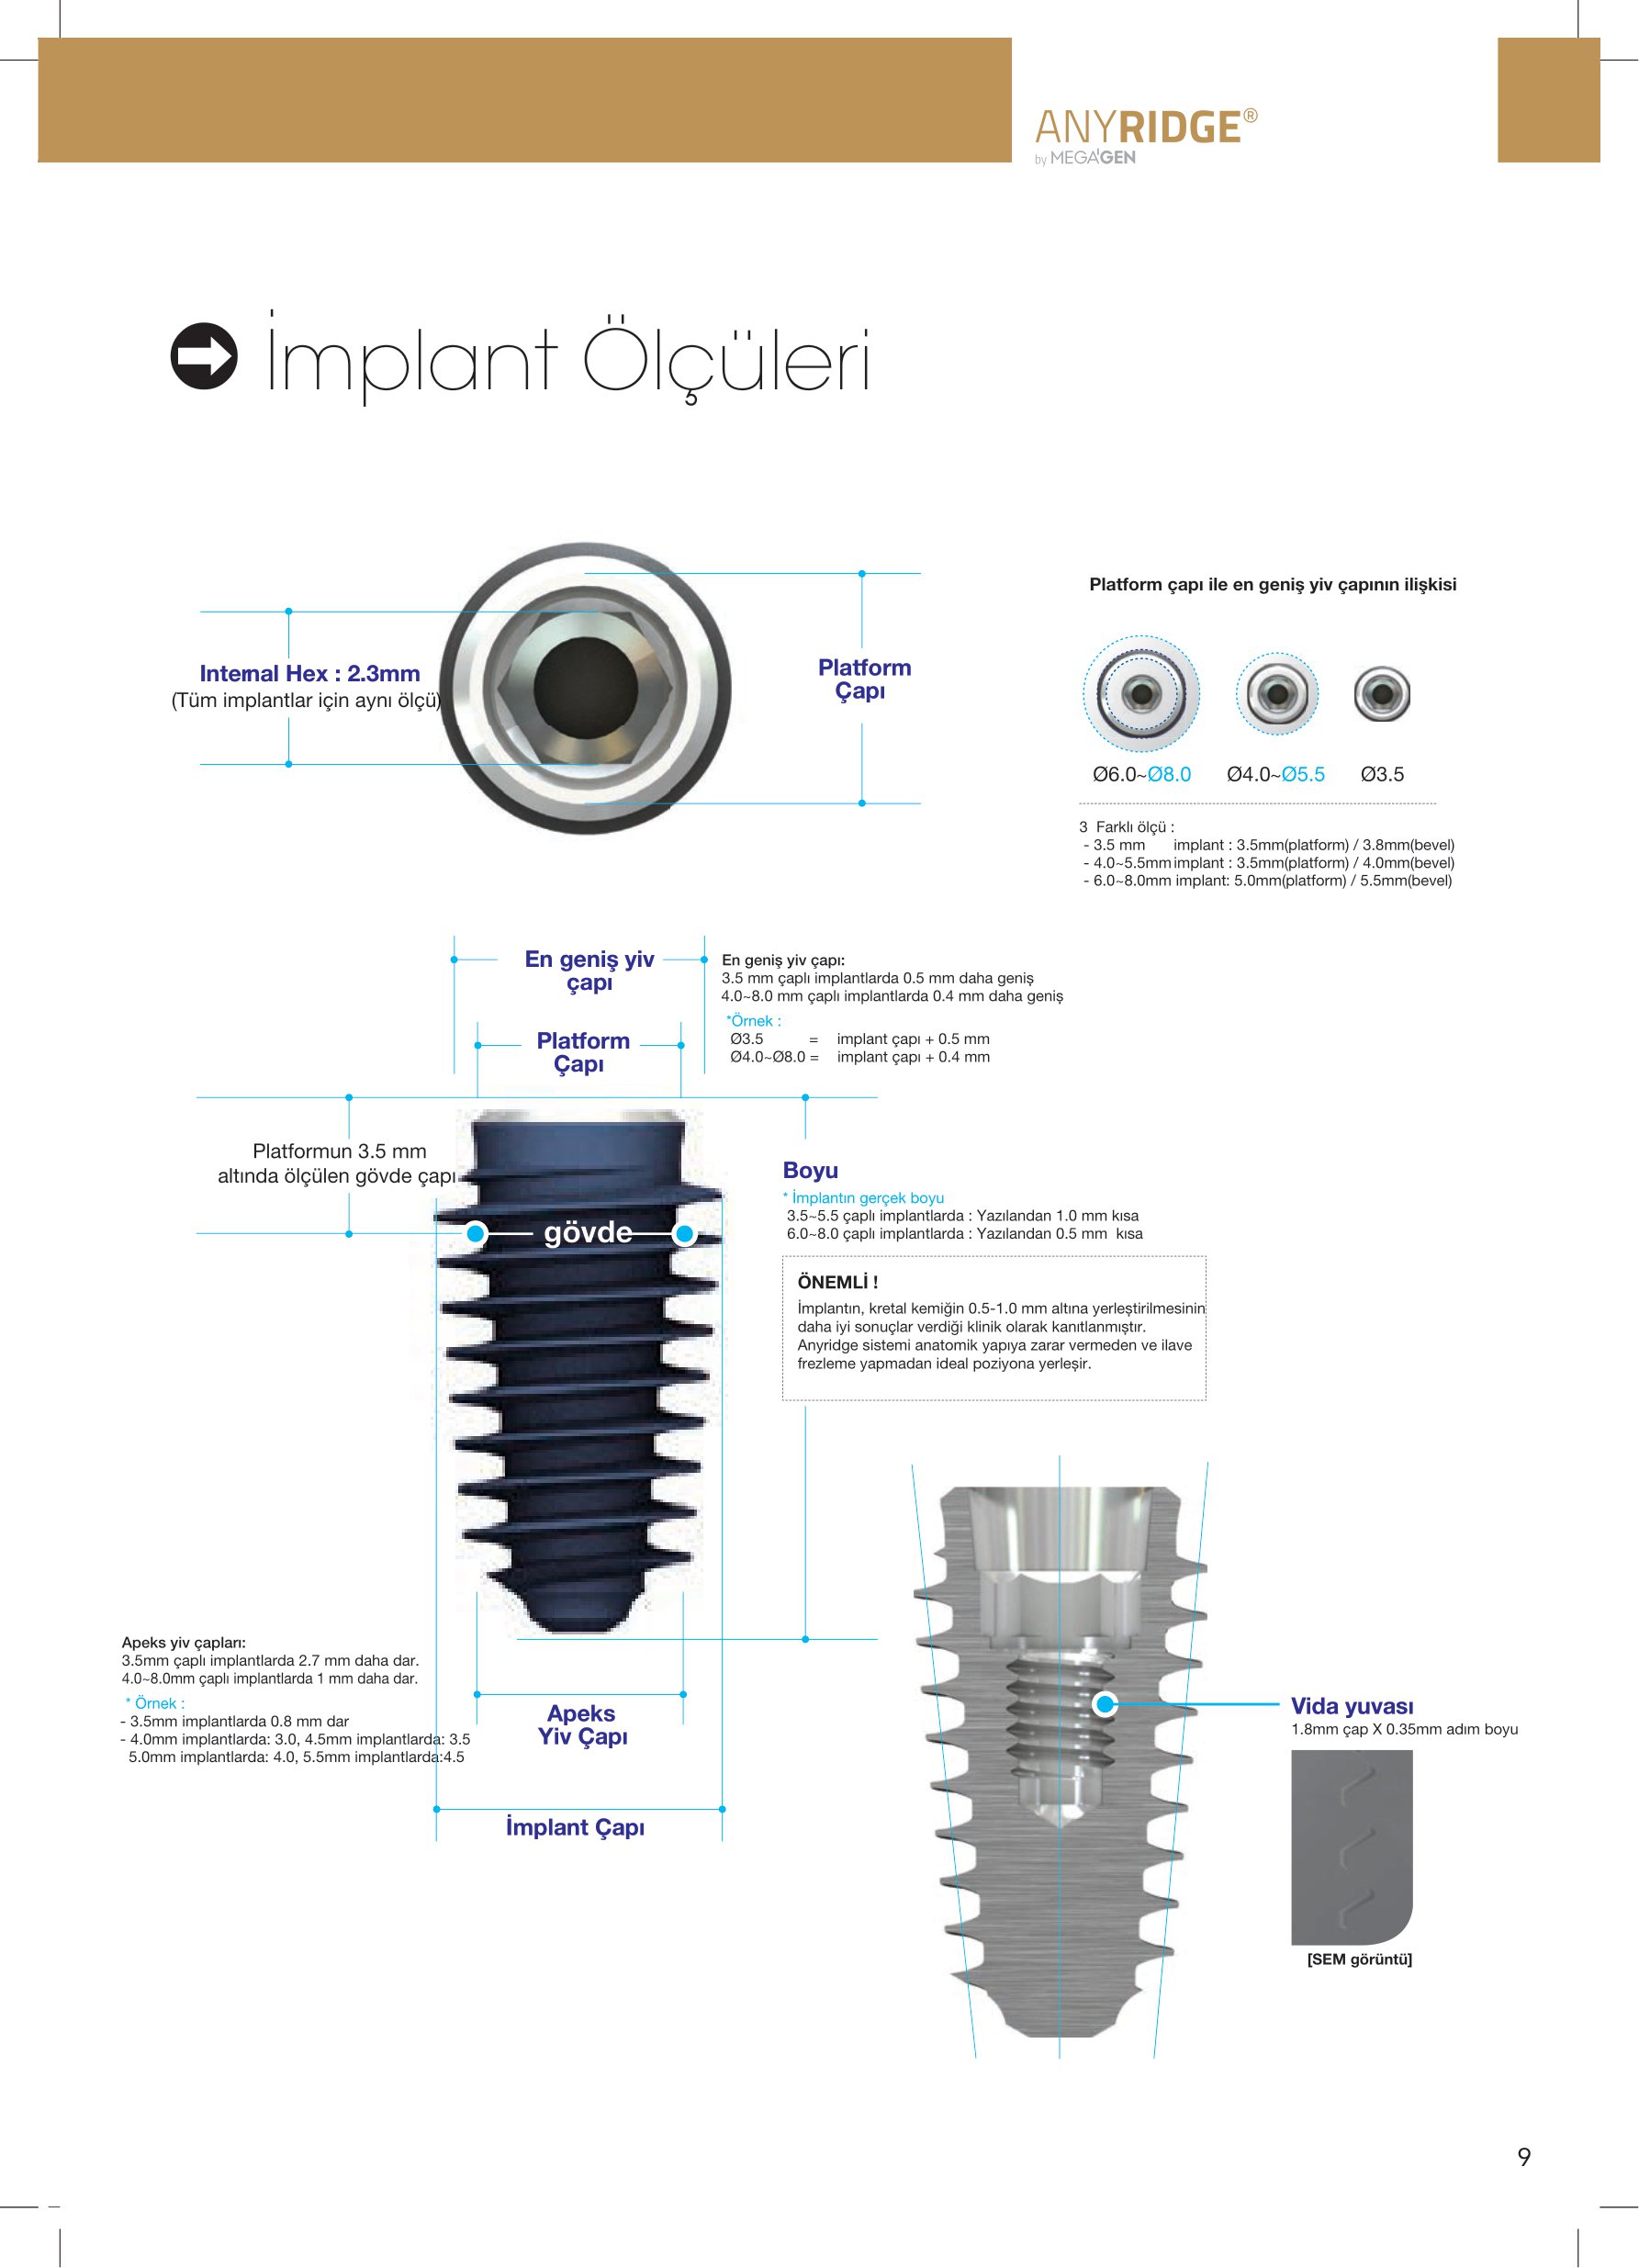 ANYRIDGE®
by MEGA'GEN
İmplant Ölçüleri
Internal Hex : 2.3mm
(Tüm implantlar için aynı ölçü)
Platform
Çapı
Platform çapı ile en geniş yiv çapının ilişkisi
Ø6.0~Ø8.0 Ø4.0~Ø5.5 Ø3.5
3 Farklı ölçü :
- 3.5 mm implant : 3.5mm(platform) / 3.8mm(bevel)
- 4.0~5.5mm implant : 3.5mm(platform) / 4.0mm(bevel)
- 6.0~8.0mm implant: 5.0mm(platform) / 5.5mm(bevel)
En geniş yiv
çapı
En geniş yiv çapı:
3.5 mm çaplı implantlarda 0.5 mm daha geniş
4.0~8.0 mm çaplı implantlarda 0.4 mm daha geniş
*Örnek :
Ø3.5 = implant çapı + 0.5 mm
Ø4.0~Ø8.0 = implant çapı + 0.4 mm
Platform
Çapı
Platformun 3.5 mm
altında ölçülen gövde çapı
gövde
Boyu
* İmplantın gerçek boyu
3.5~5.5 çaplı implantlarda : Yazılandan 1.0 mm kısa
6.0~8.0 çaplı implantlarda : Yazılandan 0.5 mm kısa
ÖNEMLİ !
İmplantın, kretal kemiğin 0.5-1.0 mm altına yerleştirilmesinin
daha iyi sonuçlar verdiği klinik olarak kanıtlanmıştır.
Anyridge sistemi anatomik yapıya zarar vermeden ve ilave
frezleme yapmadan ideal poziyona yerleşir.
Apeks yiv çapları:
3.5mm çaplı implantlarda 2.7 mm daha dar.
4.0~8.0mm çaplı implantlarda 1 mm daha dar.
* Örnek :
- 3.5mm implantlarda 0.8 mm dar
- 4.0mm implantlarda: 3.0, 4.5mm implantlarda: 3.5
5.0mm implantlarda: 4.0, 5.5mm implantlarda:4.5
Apeks
Yiv Çapı
İmplant Çapı
Vida yuvası
1.8mm çap X 0.35mm adım boyu
[SEM görüntü]
9